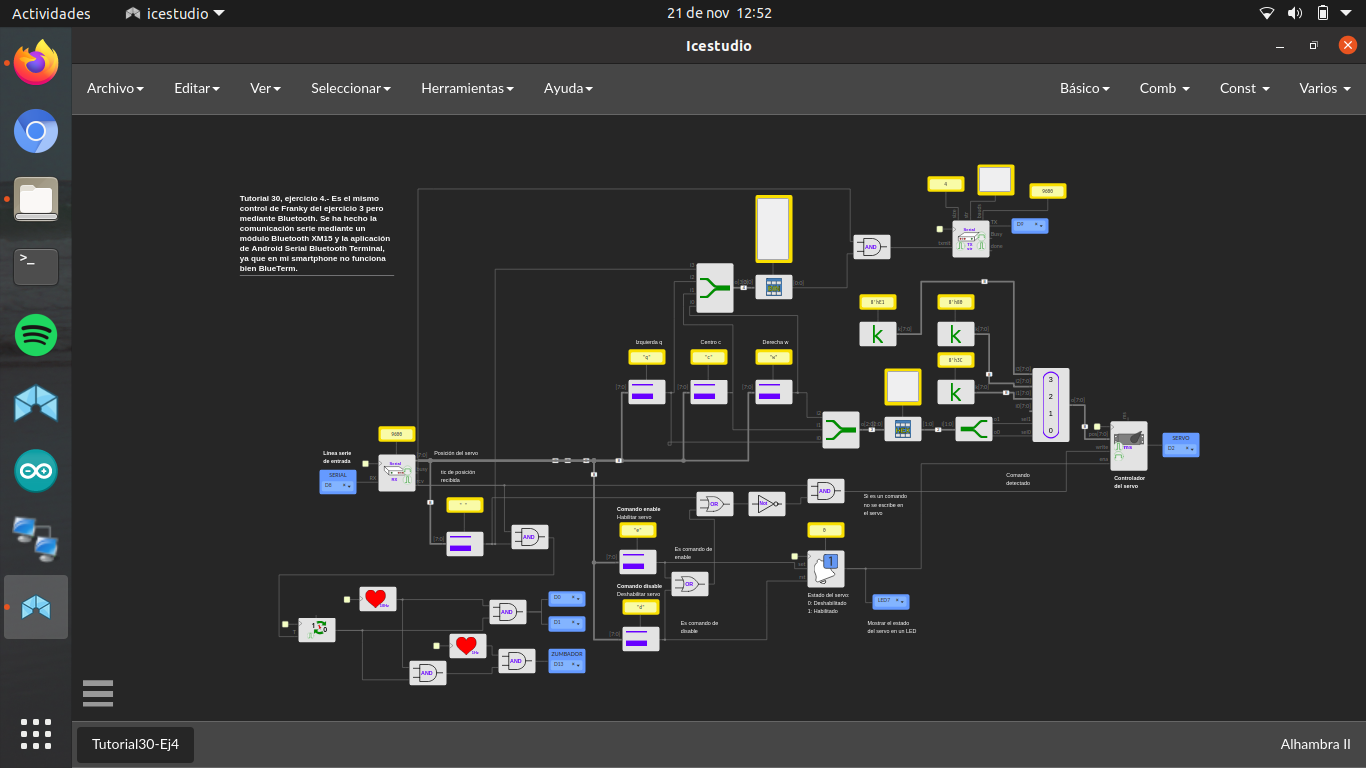 Actividades
icestudio
21 de nov 12:52
Icestudio
Archivo
Editar
Ver
Seleccionar
Herramientas
Ayuda
Básico
Comb
Const
Varios
Tutorial 30, ejercicio 4.- Es el mismo
control de Franky del ejercicio 3 pero
mediante Bluetooth. Se ha hecho la
comunicación serie mediante un
módulo Bluetooth XM15 y la aplicación
de Android Serial Bluetooth Terminal,
ya que en mi smartphone no funciona
bien BlueTerm.
4
9600
Serial
TX
Busy
done
AND
8'hE1
k
k
8'h3C
k
Izquierda q
"q"
Centro c
"c"
Derecha w
"w"
3
2
1
0
SERVO
Controlador
del servo
9600
Línea serie
de entrada
SERIAL
Serial
RX
Posición del servo
tic de posición
recibida
AND
Comando enable
Habilitar servo
"e"
Comando disable
Deshabilitar servo
"d"
Es comando de
enable
Es comando de
disable
OR
OR
Not
AND
Si es un comando
no se escribe en
el servo
Comando
detectado
0
1
Estado del servo:
0: Deshabilitado
1: Habilitado
LED7
Mostrar el estado
del servo en un LED
AND
D0
D1
AND
AND
ZUMBADOR
D13
Tutorial30-Ej4
Alhambra II